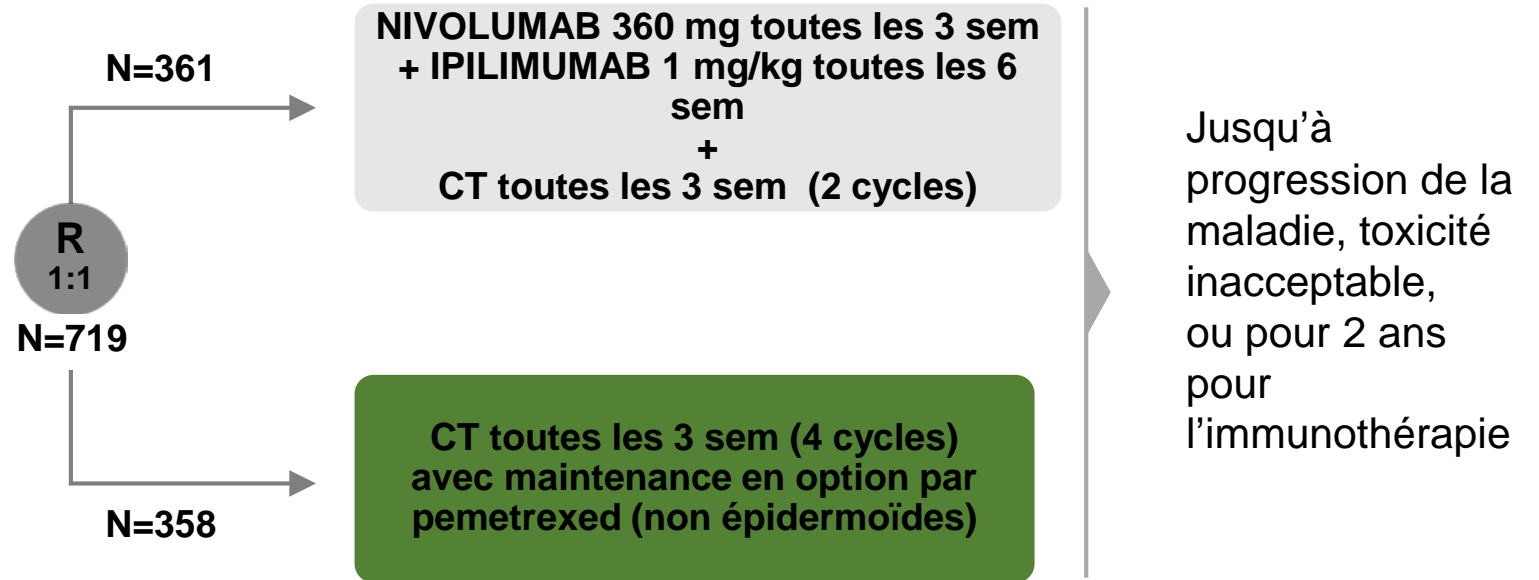 N=361
NIVOLUMAB 360 mg toutes les 3 sem
+ IPILIMUMAB 1 mg/kg toutes les 6
sem
+
CT toutes les 3 sem (2 cycles)
R
1:1
N=719
CT toutes les 3 sem (4 cycles)
avec maintenance en option par
pemetrexed (non épidermoïdes)
N=358
Jusqu’à
progression de la
maladie, toxicité
inacceptable,
ou pour 2 ans
pour
l’immunothérapie